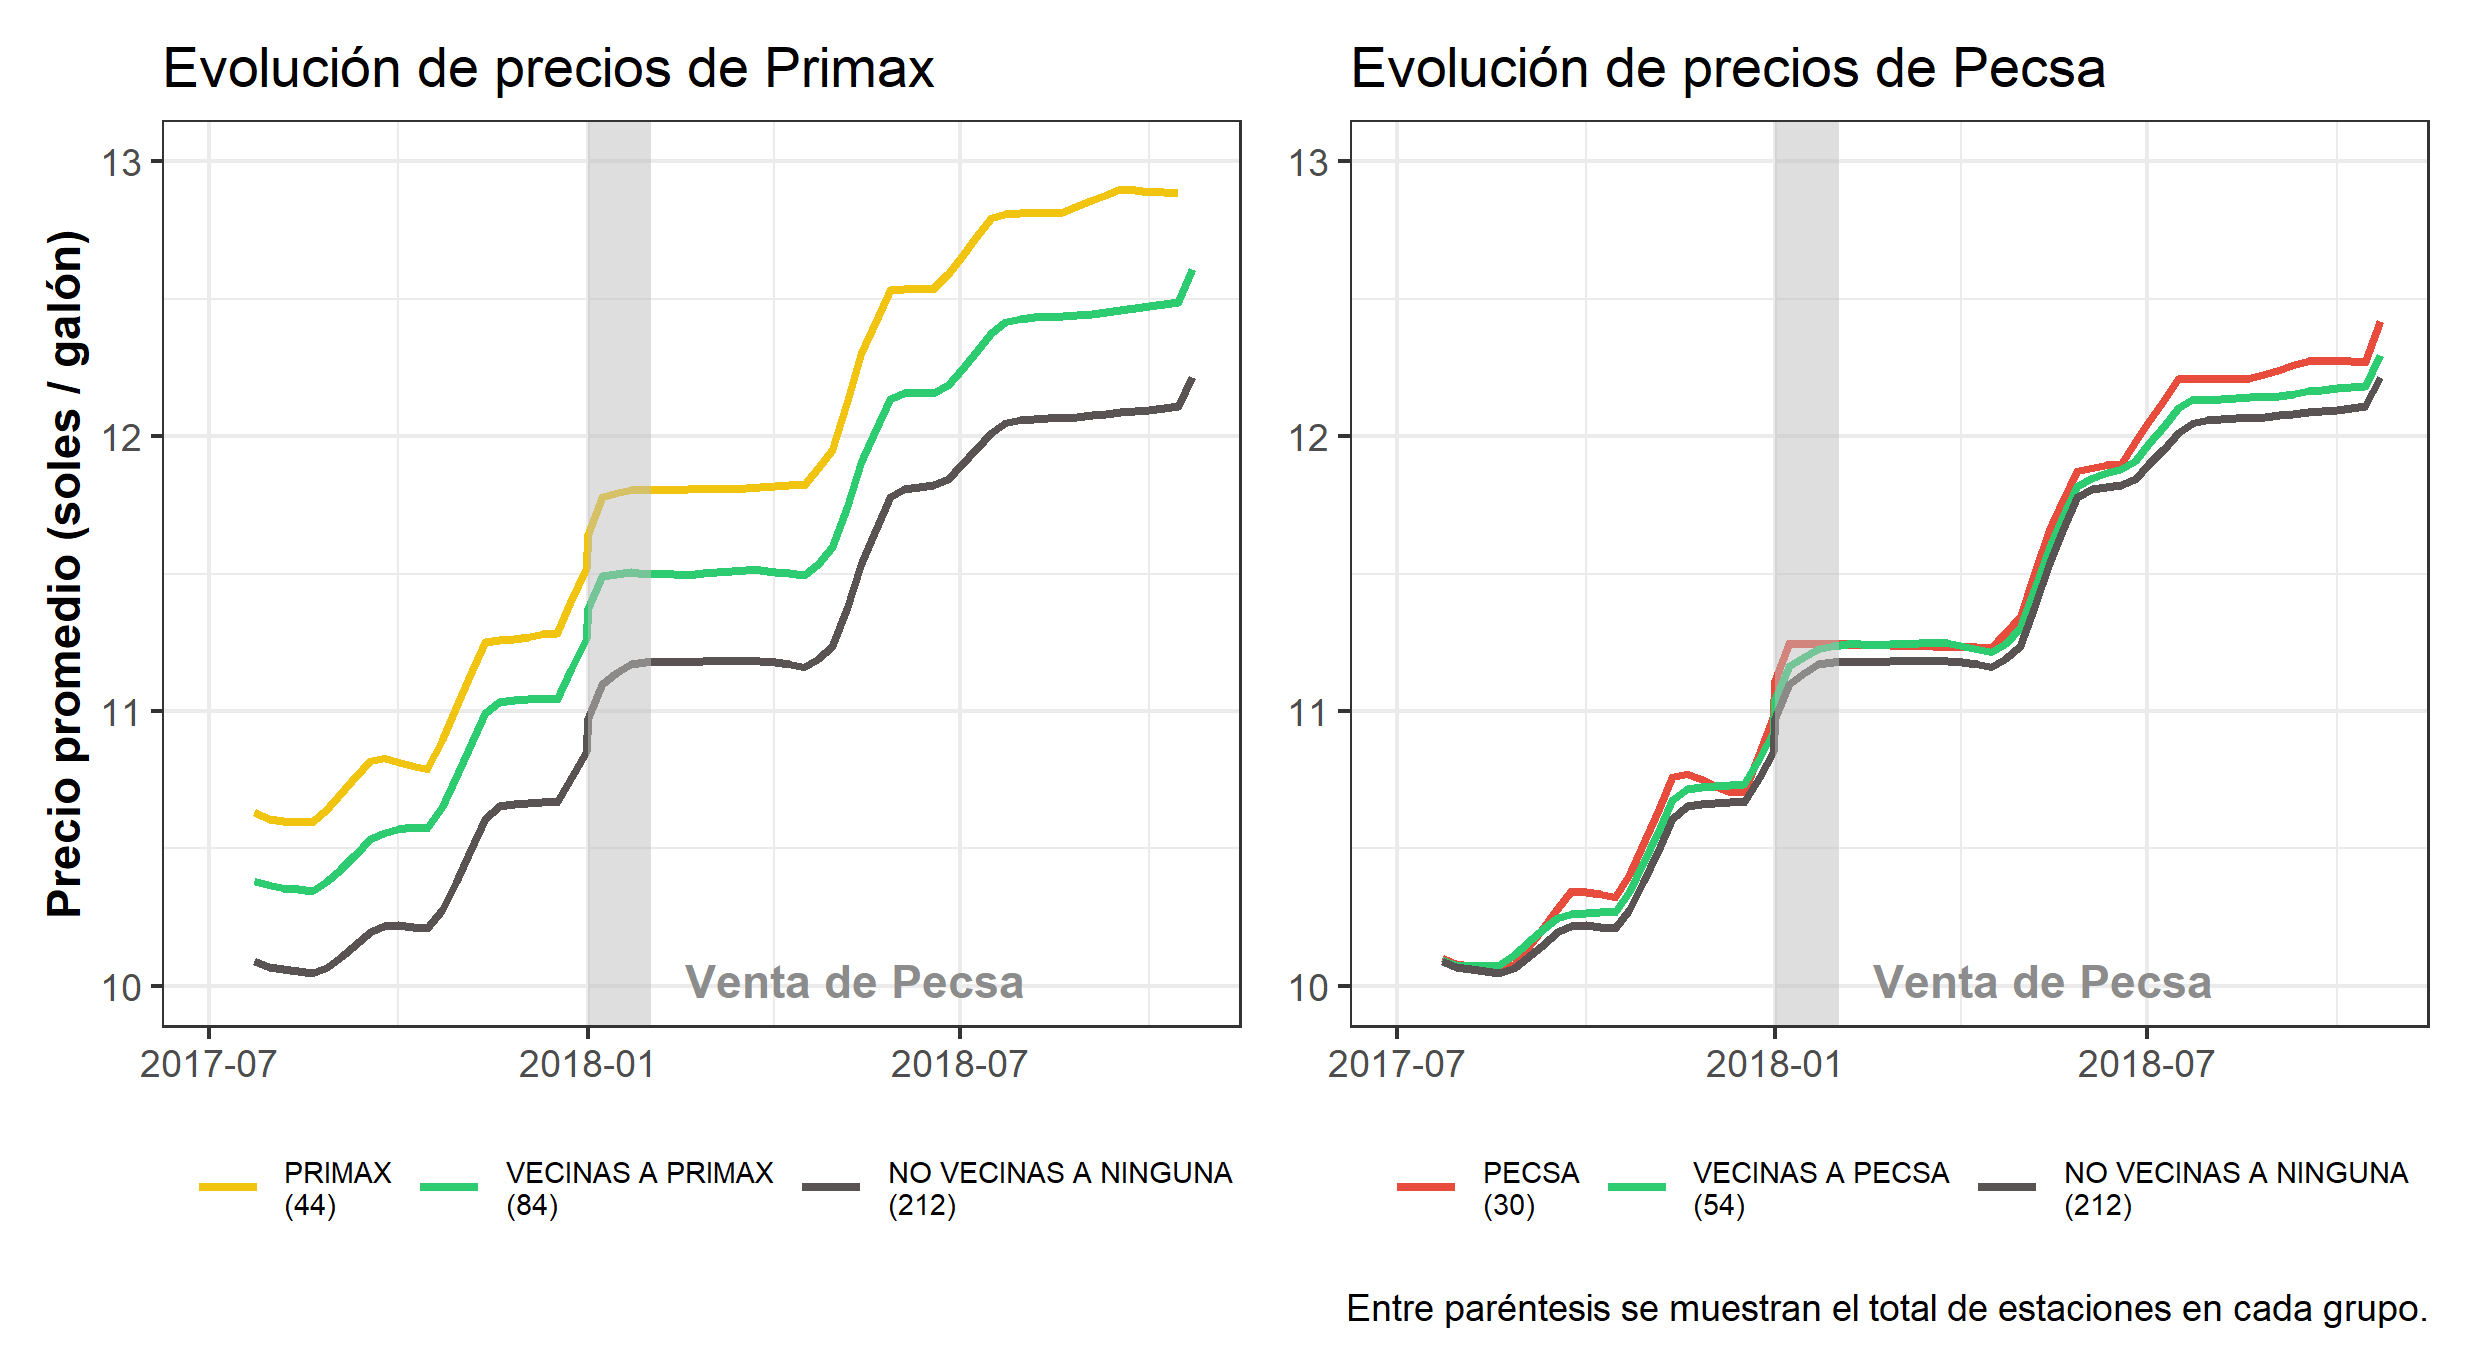 Evolución de precios de Primax
Evolución de precios de Pecsa
Precio promedio (soles / galón)
13
12
11
10
Venta de Pecsa
2017-07
2018-01
2018-07
13
12
11
10
Venta de Pecsa
2017-07
2018-01
2018-07
PRIMAX
(44)
VECINAS A PRIMAX
(84)
NO VECINAS A NINGUNA
(212)
PECSA
(30)
VECINAS A PECSA
(54)
NO VECINAS A NINGUNA
(212)
Entre paréntesis se muestran el total de estaciones en cada grupo.